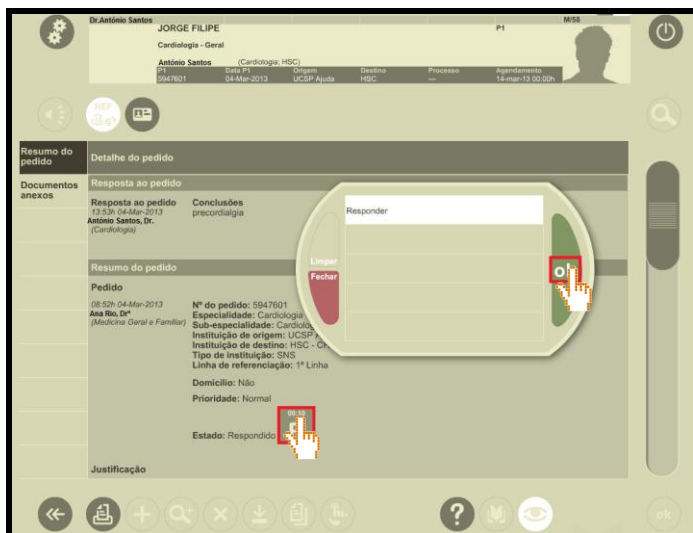 Dr.António Santos
M/58
JORGE FILIPE
P1
Cardiologia - Geral
António Santos (Cardiologia; HSC)
P1 Data P1 Origem Destino Processo Agendamento
5947601 04-Mar-2013 UCSP Ajuda HSC --- 14-mar-13 00:00h
REF
Resumo do pedido
Detalhe do pedido
Documentos anexos
Resposta ao pedido
Resposta ao pedido Conclusões
13:53h 04-Mar-2013 precordialgia
António Santos, Dr.
(Cardiologia)
Responder
Limpar
Fechar
Resumo do pedido
Pedido
08:52h 04-Mar-2013 Nº do pedido: 5947601
Ana Rio, Drª Especialidade: Cardiologia
(Medicina Geral e Familiar) Sub-especialidade:
Instituição de origem: UCSP
Instituição de destino: HSC -
Tipo de instituição: SNS
Linha de referenciação: 1ª Linha
Domicílio: Não
Prioridade: Normal
00:10
Estado: Respondido
Justificação
?
ok